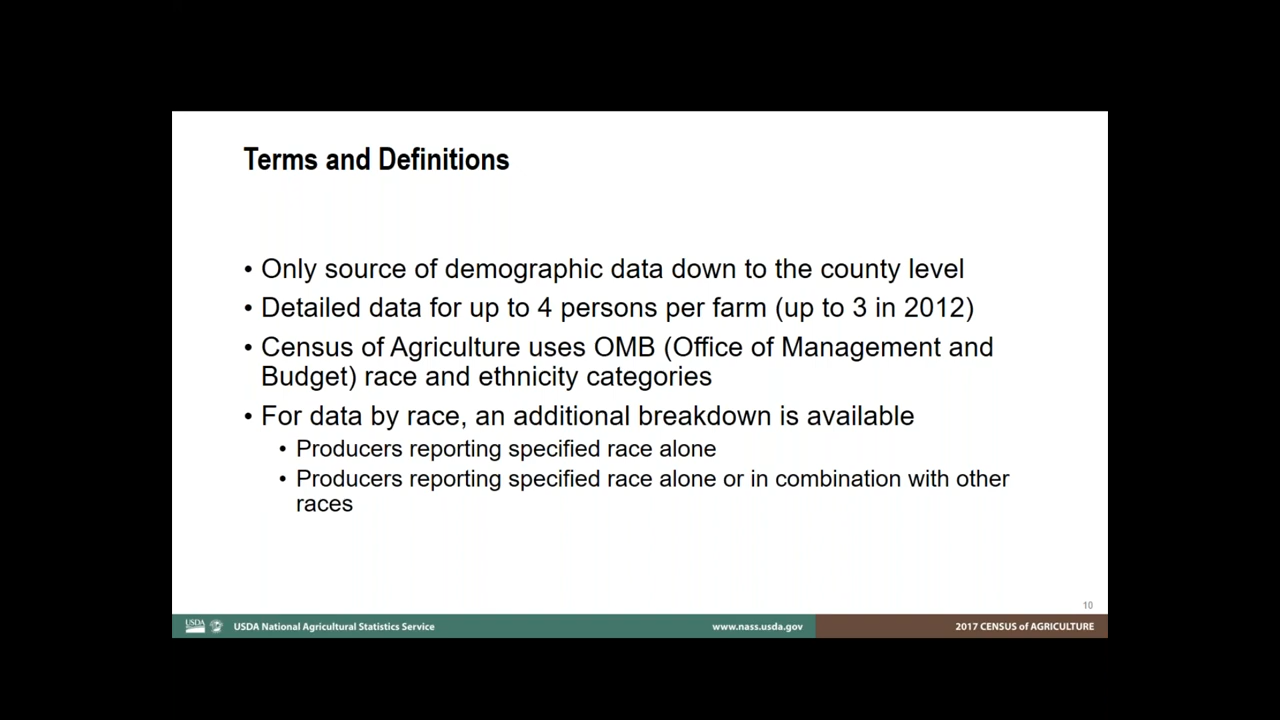 Terms and Definitions
• Only source of demographic data down to the county level
• Detailed data for up to 4 persons per farm (up to 3 in 2012)
• Census of Agriculture uses OMB (Office of Management and
Budget) race and ethnicity categories
• For data by race, an additional breakdown is available
• Producers reporting specified race alone
• Producers reporting specified race alone or in combination with other
races
10
USDA
USDA National Agricultural Statistics Service
www.nass.usda.gov
2017 CENSUS of AGRICULTURE